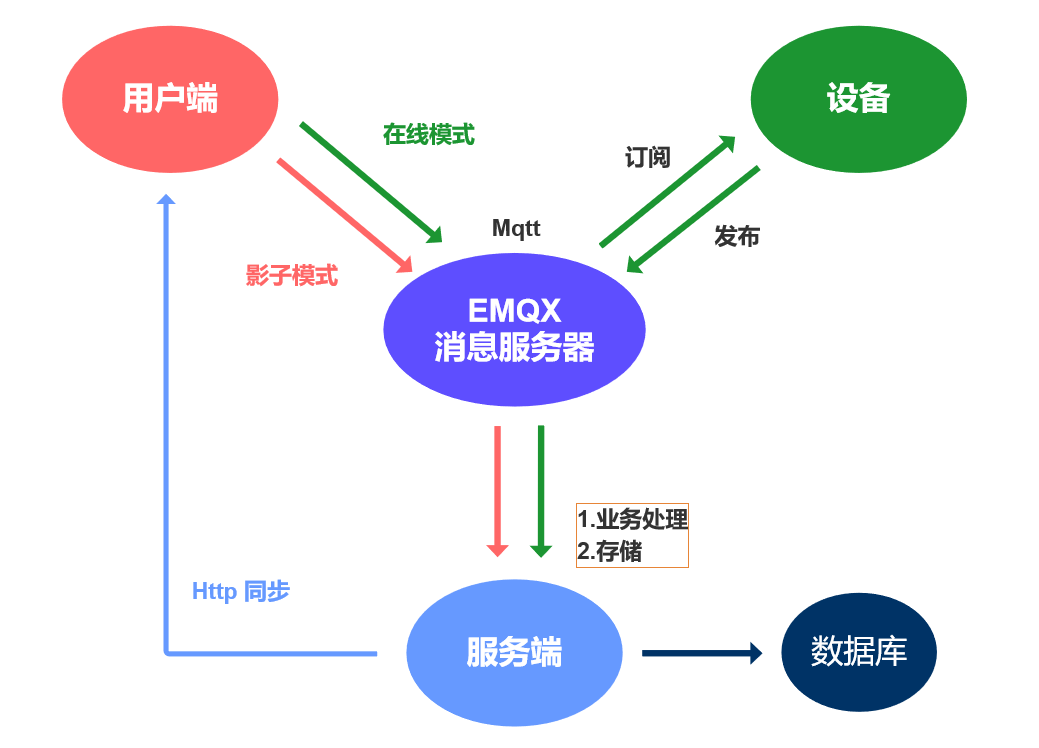 用户端
设备
在线模式
订阅
Mqtt
发布
影子模式
EMQX
消息服务器
1.业务处理
2.存储
Http 同步
服务端
数据库